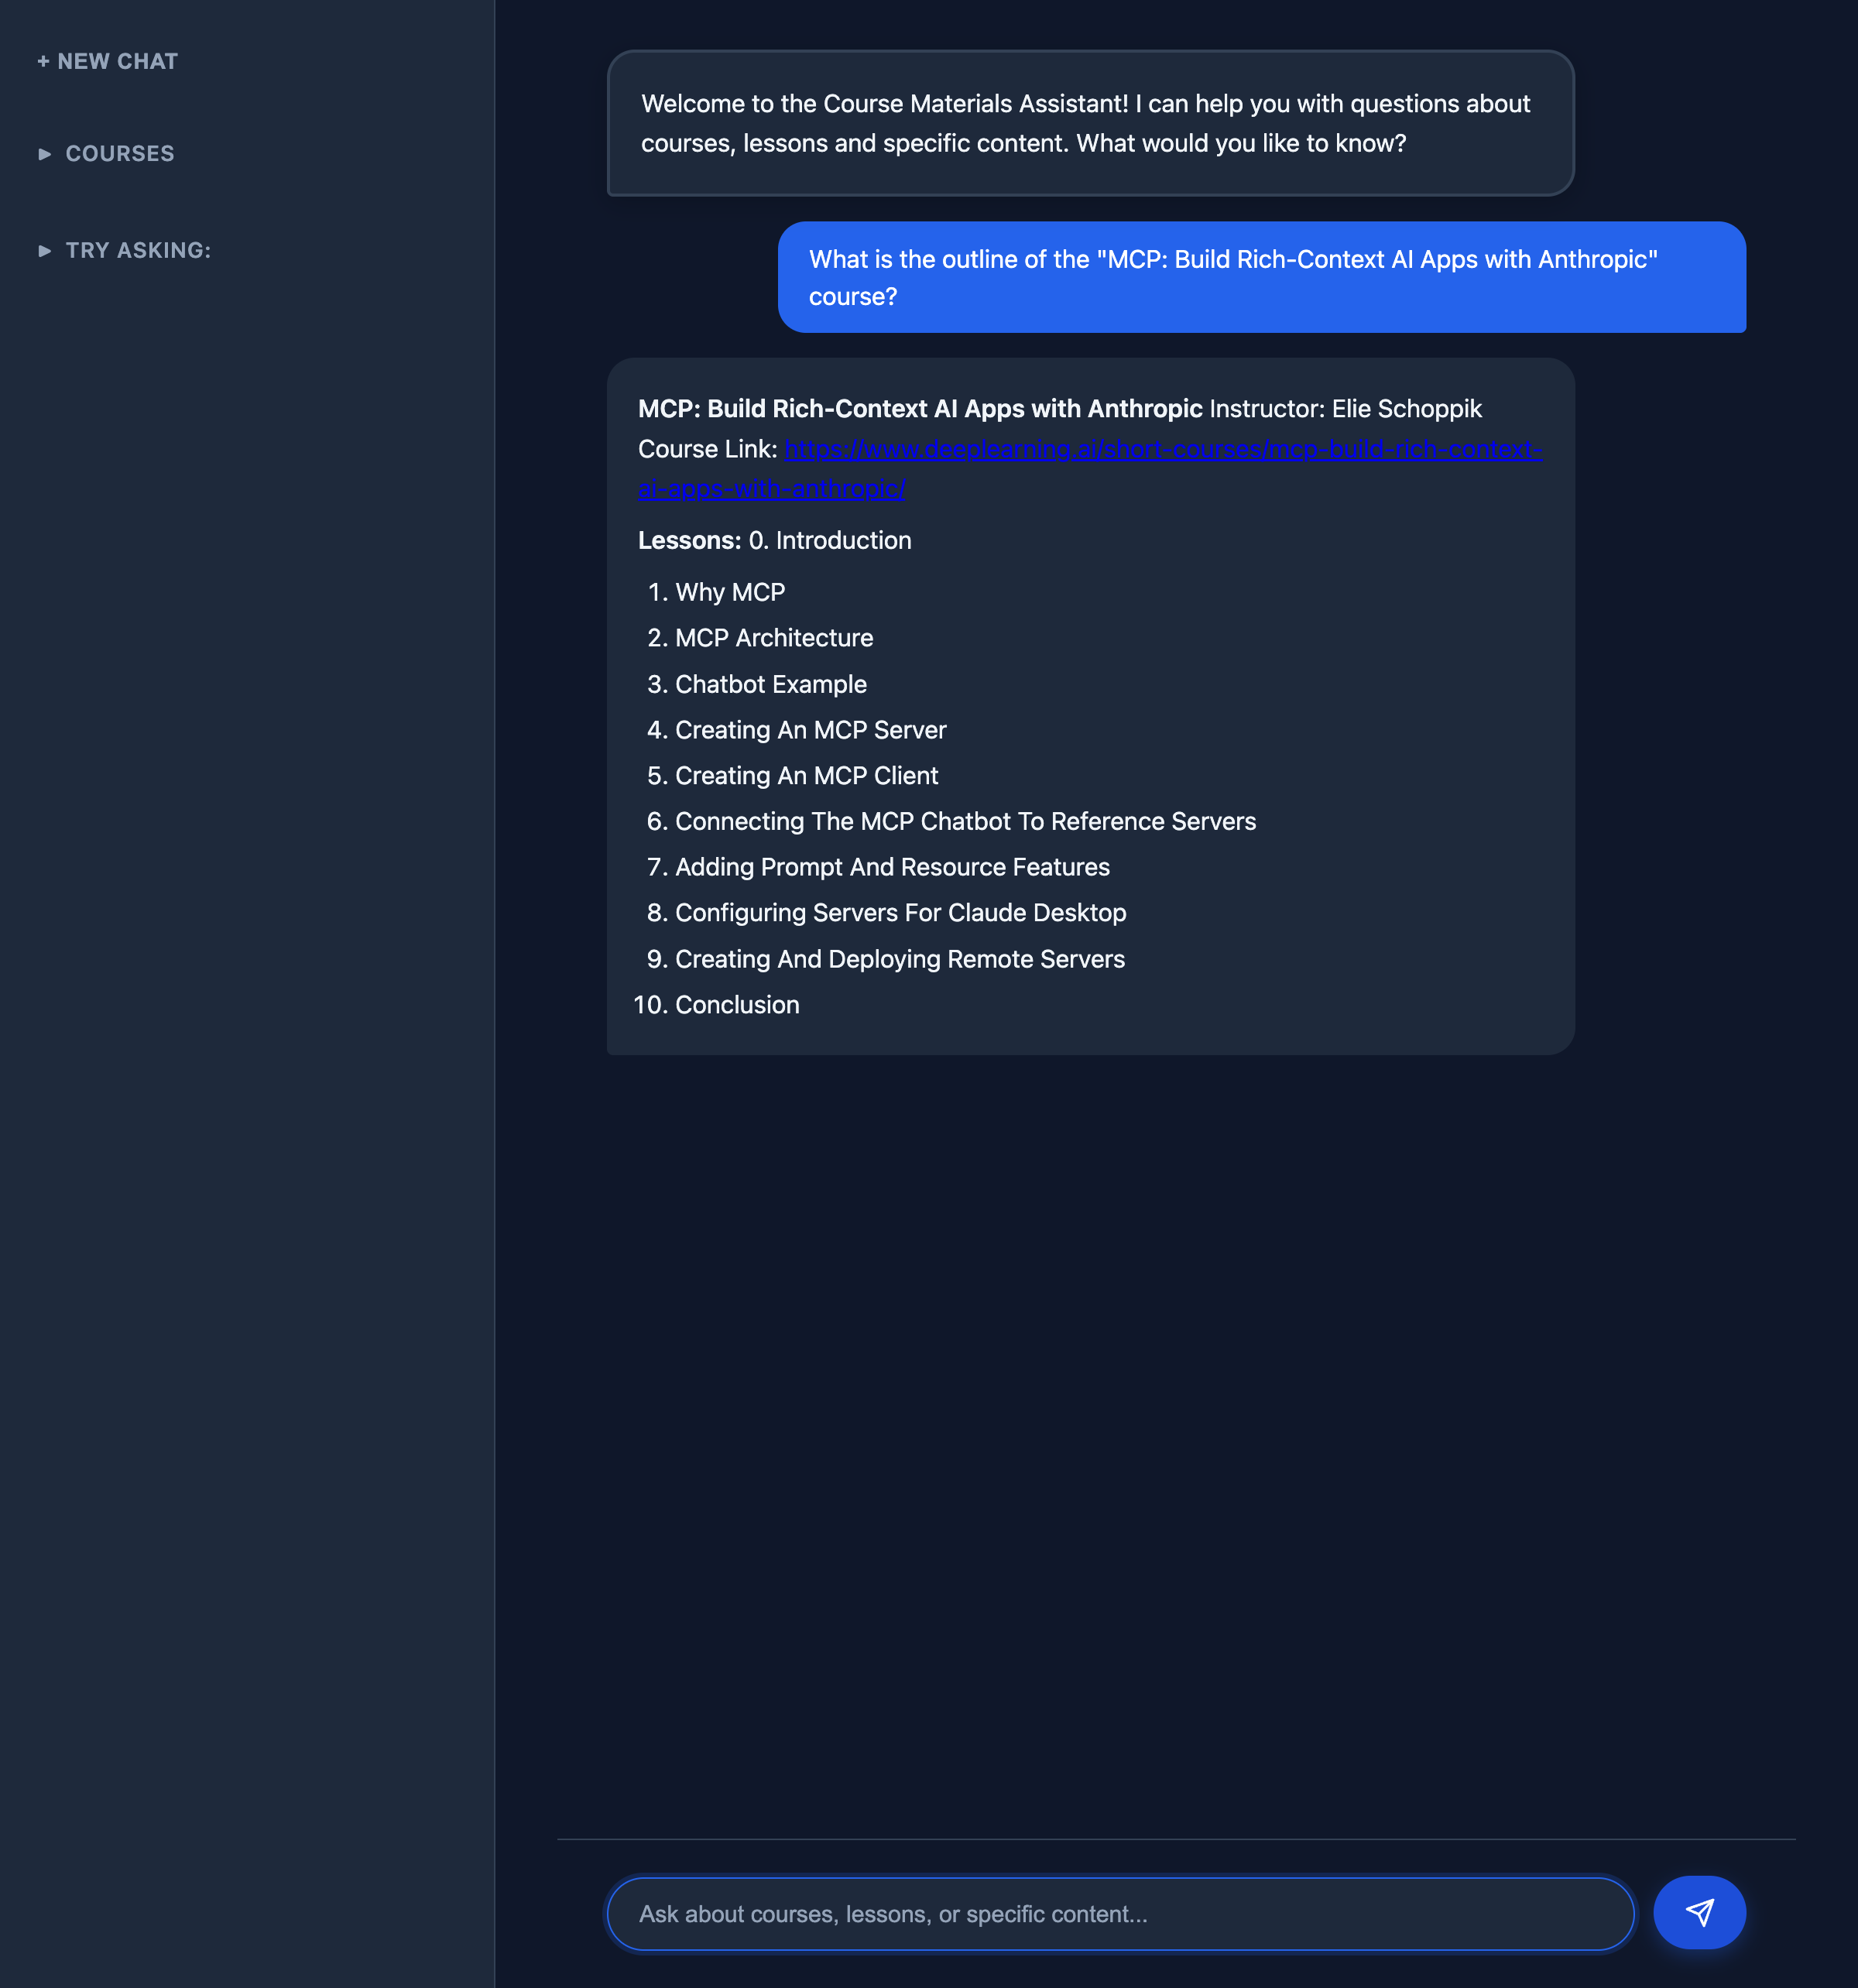 + NEW CHAT
▶ COURSES
▶ TRY ASKING:
Welcome to the Course Materials Assistant! I can help you with questions about
courses, lessons and specific content. What would you like to know?
What is the outline of the "MCP: Build Rich-Context AI Apps with Anthropic"
course?
MCP: Build Rich-Context AI Apps with Anthropic Instructor: Elie Schoppik
Course Link: https://www.deeplearning.ai/short-courses/mcp-build-rich-context-
ai-apps-with-anthropic/
Lessons: 0. Introduction
1. Why MCP
2. MCP Architecture
3. Chatbot Example
4. Creating An MCP Server
5. Creating An MCP Client
6. Connecting The MCP Chatbot To Reference Servers
7. Adding Prompt And Resource Features
8. Configuring Servers For Claude Desktop
9. Creating And Deploying Remote Servers
10. Conclusion
Ask about courses, lessons, or specific content...